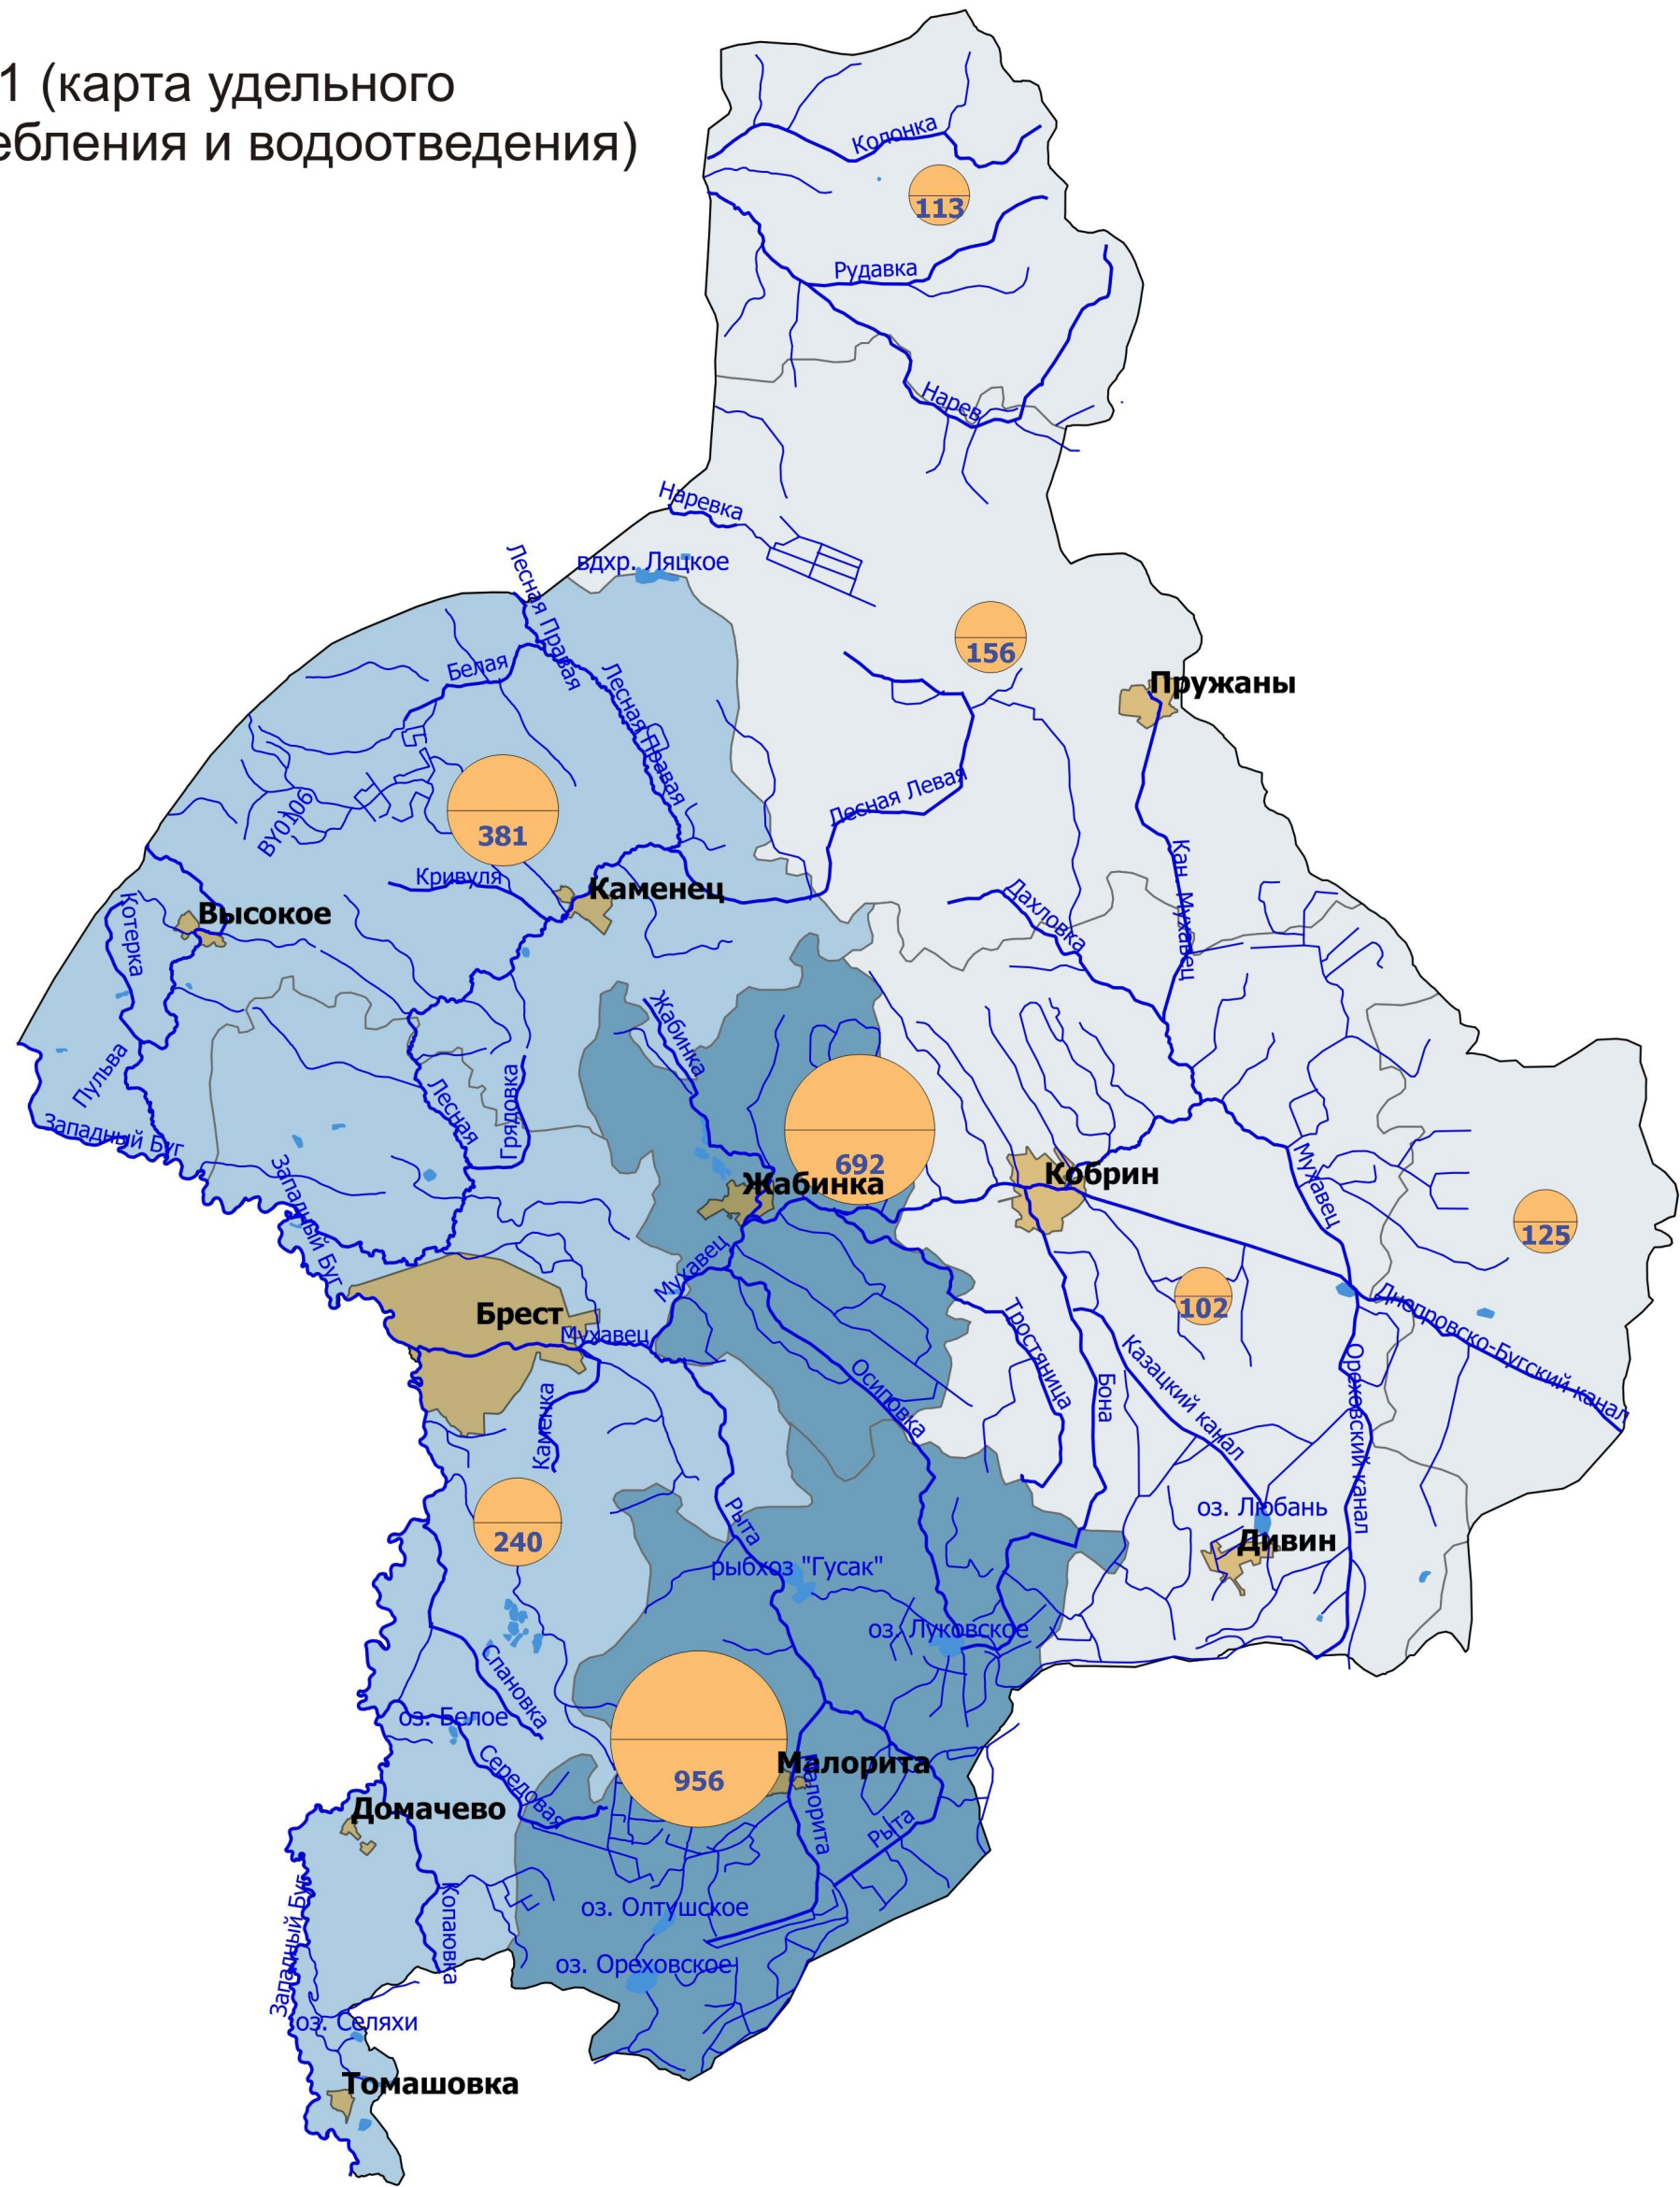 1 (карта удельного
ебления и водоотведения)
Колонка
113
Рудавка
Нарев
Наревка
вдхр. Ляцкое
Лесная Правая
156
Белая
Лесная Правая
Пружаны
Лесная Левая
381
BY0106
Кривуля
Каменец
Кан. Мухавец
Дахловка
Высокое
Котерка
Жабинка
Пульва
Лесная
Грядовка
Западный Буг
692
Жабинка
Кобрин
Мухавец
125
Западный Буг
Мухавец
102
Днепровско-Бугский канал
Брест
Мухавец
Тростяница
Казацкий канал
Ореховский канал
Осиповка
Бона
Каменка
240
Рыта
оз. Любань
Дивин
рыбхоз "Гусак"
оз. Луковское
Спановка
оз. Белое
956
Малорита
Малорита
Середовая
Домачево
Рыта
Копаювка
оз. Олтушское
Западный Буг
оз. Ореховское
оз. Селяхи
Томашовка